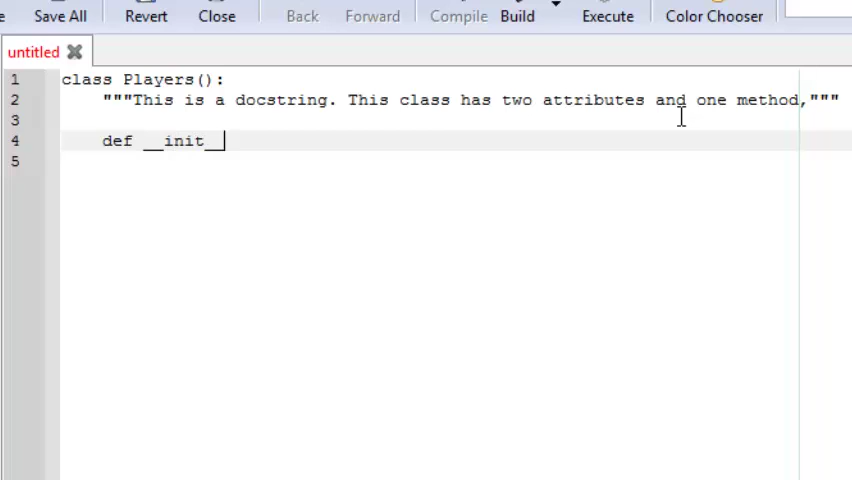 Save All Revert Close Back Forward Compile Build Execute Color Chooser
untitled
1 class Players():
2 """This is a docstring. This class has two attributes and one method,"""
3
4 def __init__
5